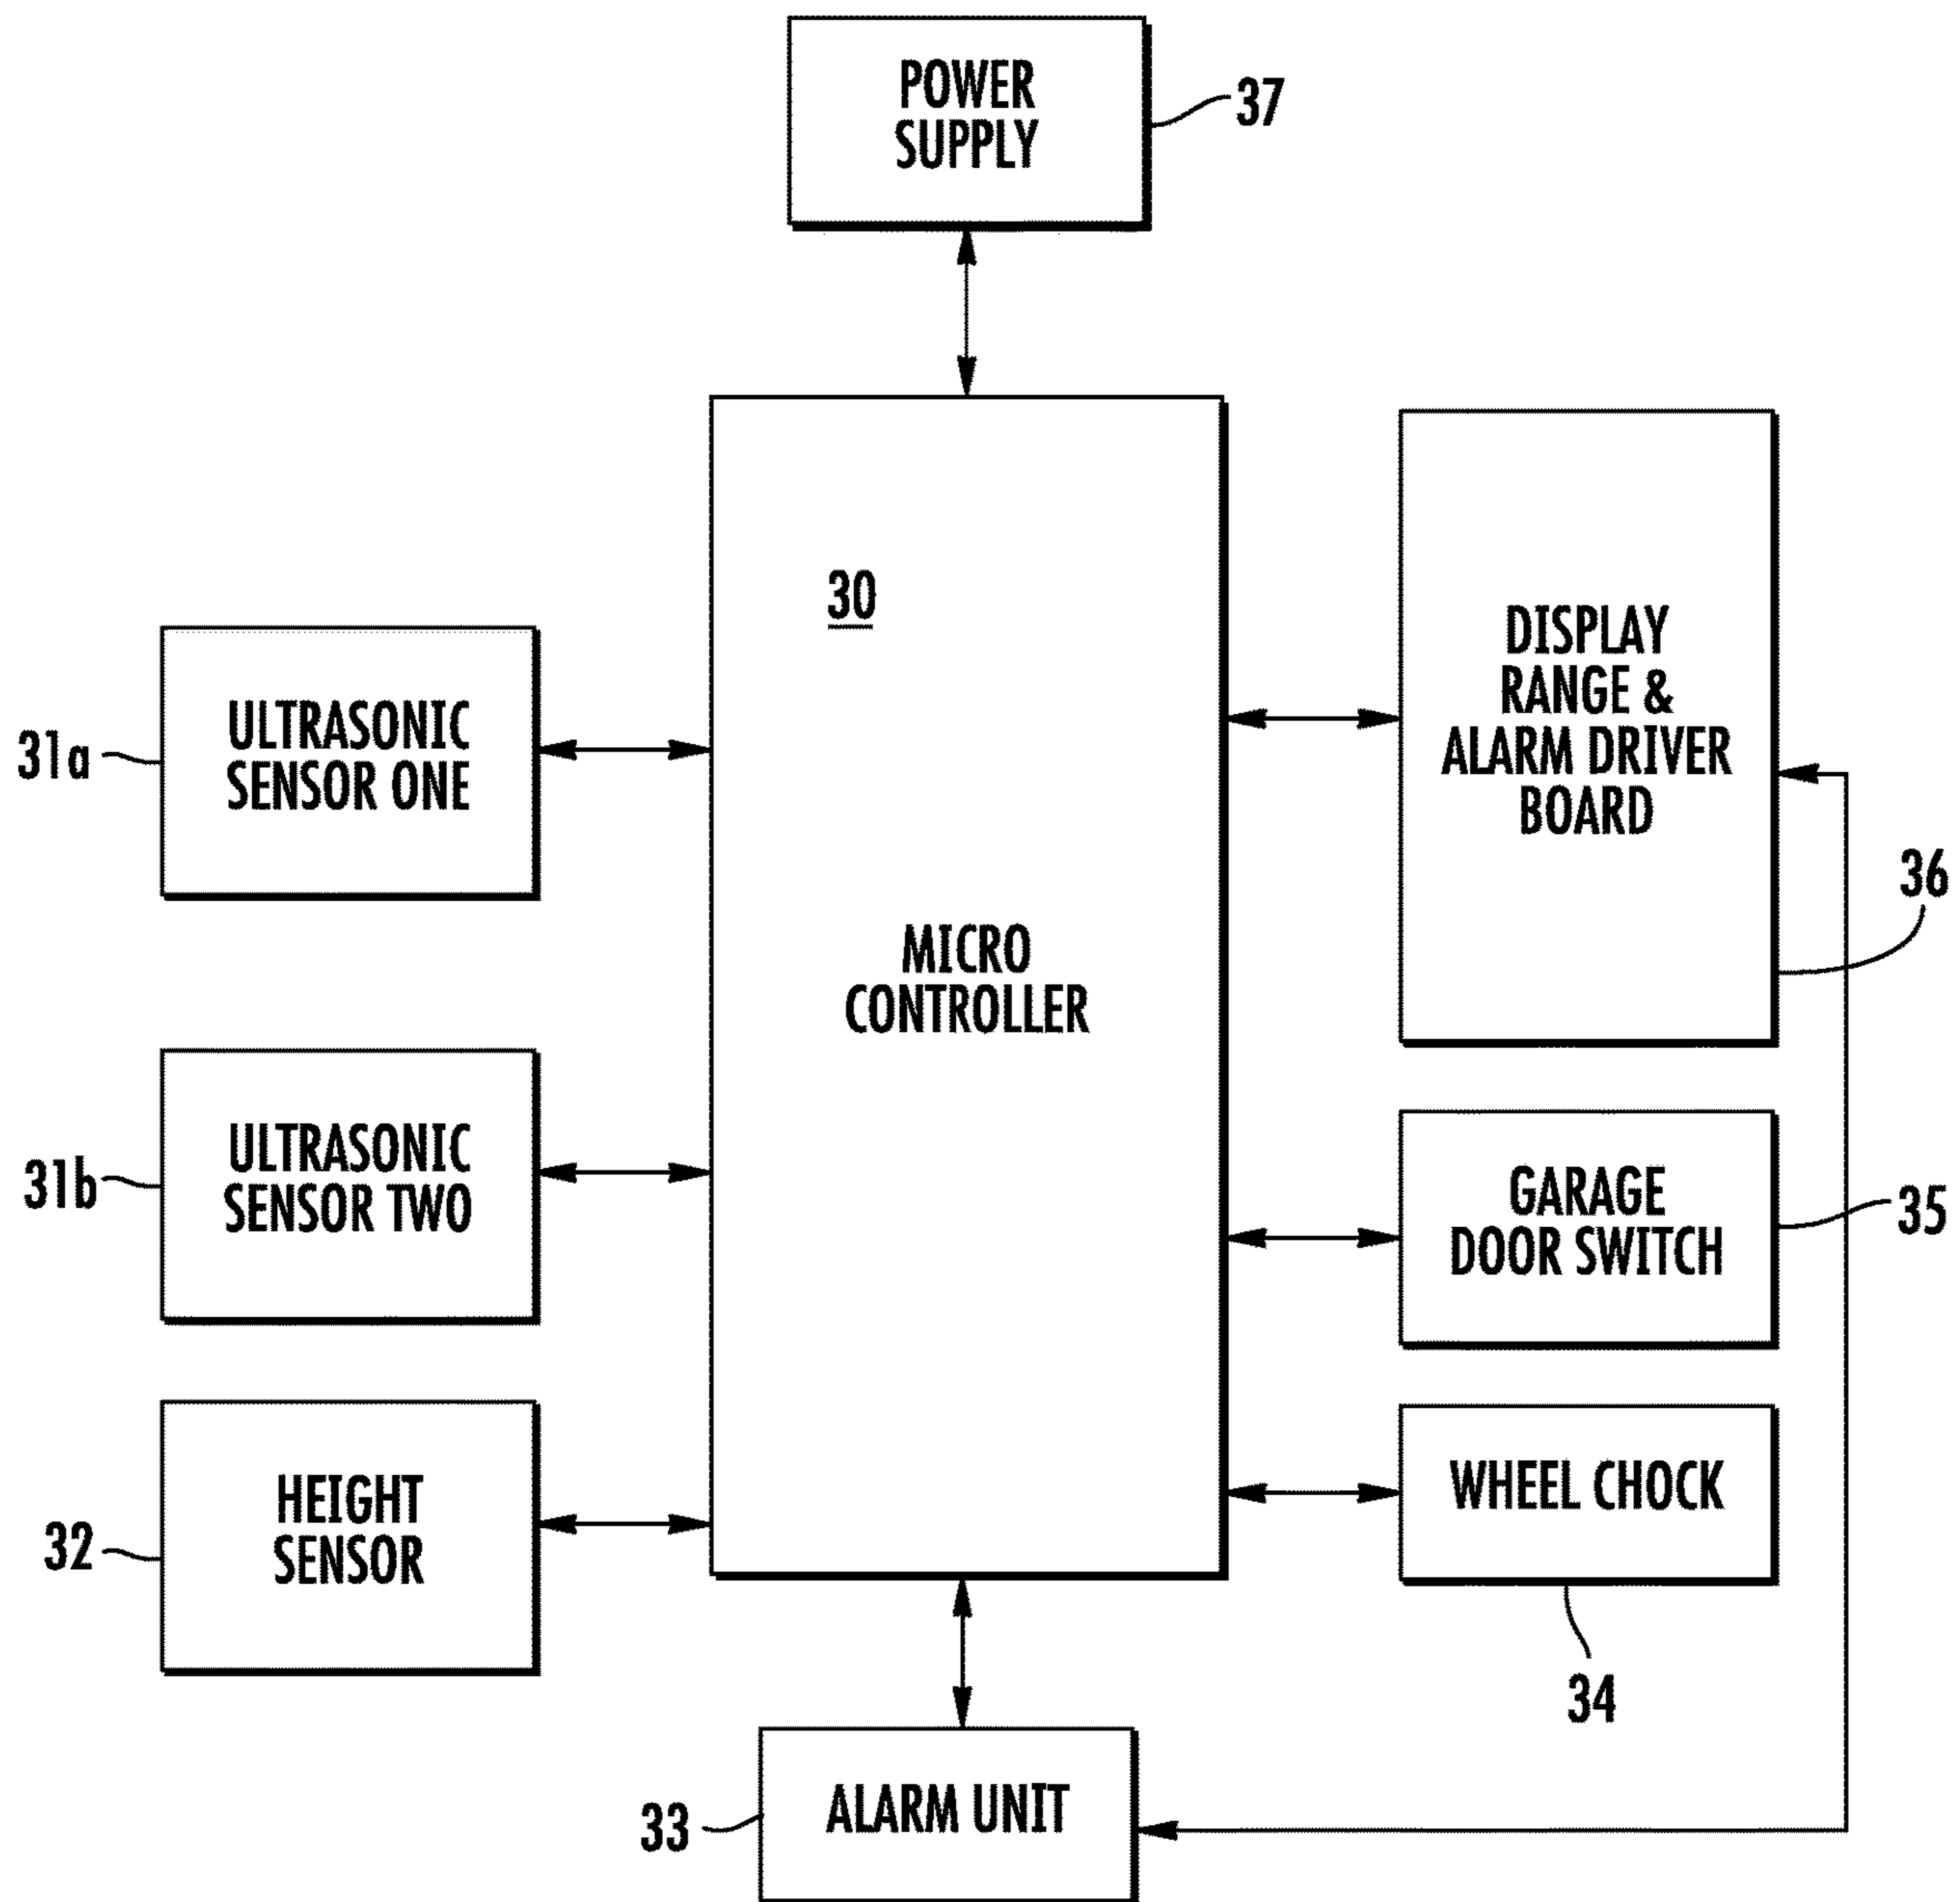 POWER
SUPPLY
37
30
MICRO
CONTROLLER
31a
ULTRASONIC
SENSOR ONE
31b
ULTRASONIC
SENSOR TWO
32
HEIGHT
SENSOR
DISPLAY
RANGE &
ALARM DRIVER
BOARD
36
GARAGE
DOOR SWITCH
35
WHEEL CHOCK
34
33
ALARM UNIT